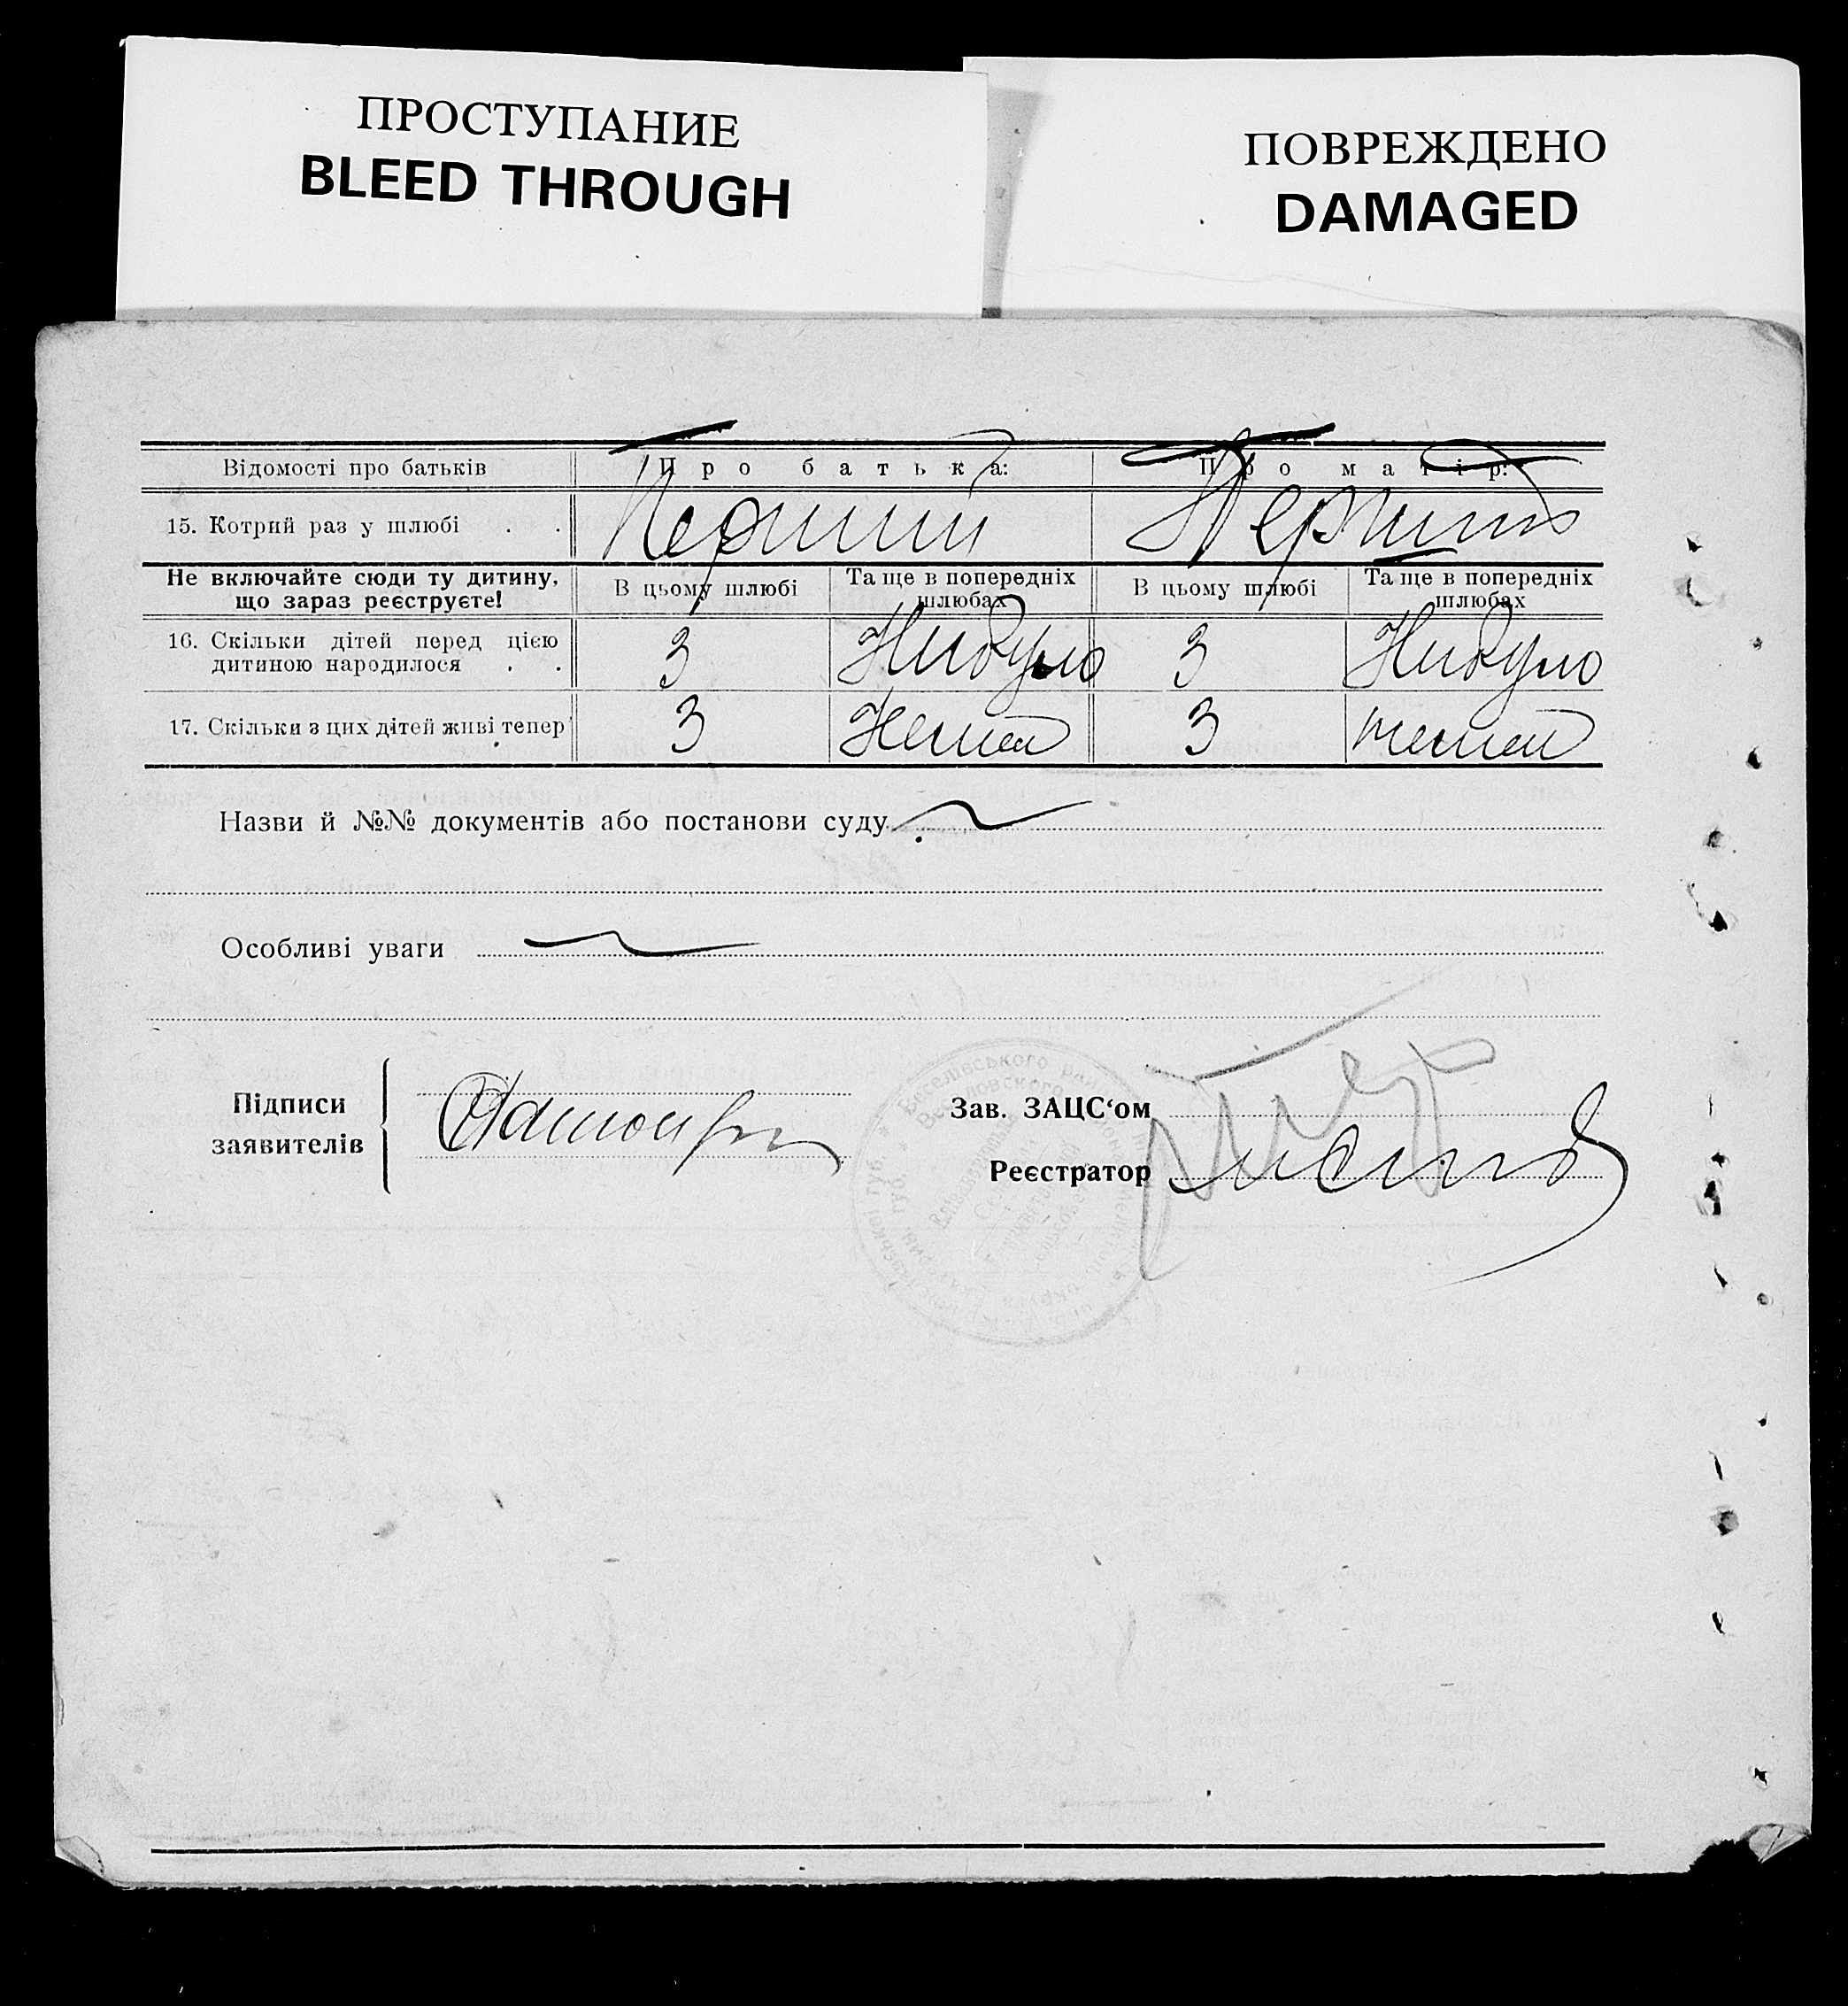 ПРОСТУПАНИЕ
BLEED THROUGH
ПОВРЕЖДЕНО
DAMAGED
Відомості про батьків Про батька: Про матір:
15. Котрий раз у шлюбі . . Перший Перший
Не включайте сюди ту дитину, що зараз реєструєте! В цьому шлюбі Та ще в попередніх шлюбах В цьому шлюбі Та ще в попередніх шлюбах
16. Скільки дітей перед цією
дитиною народилося . . 3 Нибуло 3 Нибуло
17. Скільки з цих дітей живі тепер 3 Немає 3 немає
Назви й №№ документів або постанови суду
Особливі уваги
Підписи
заявителів
Зав. ЗАЦС'ом
Реєстратор